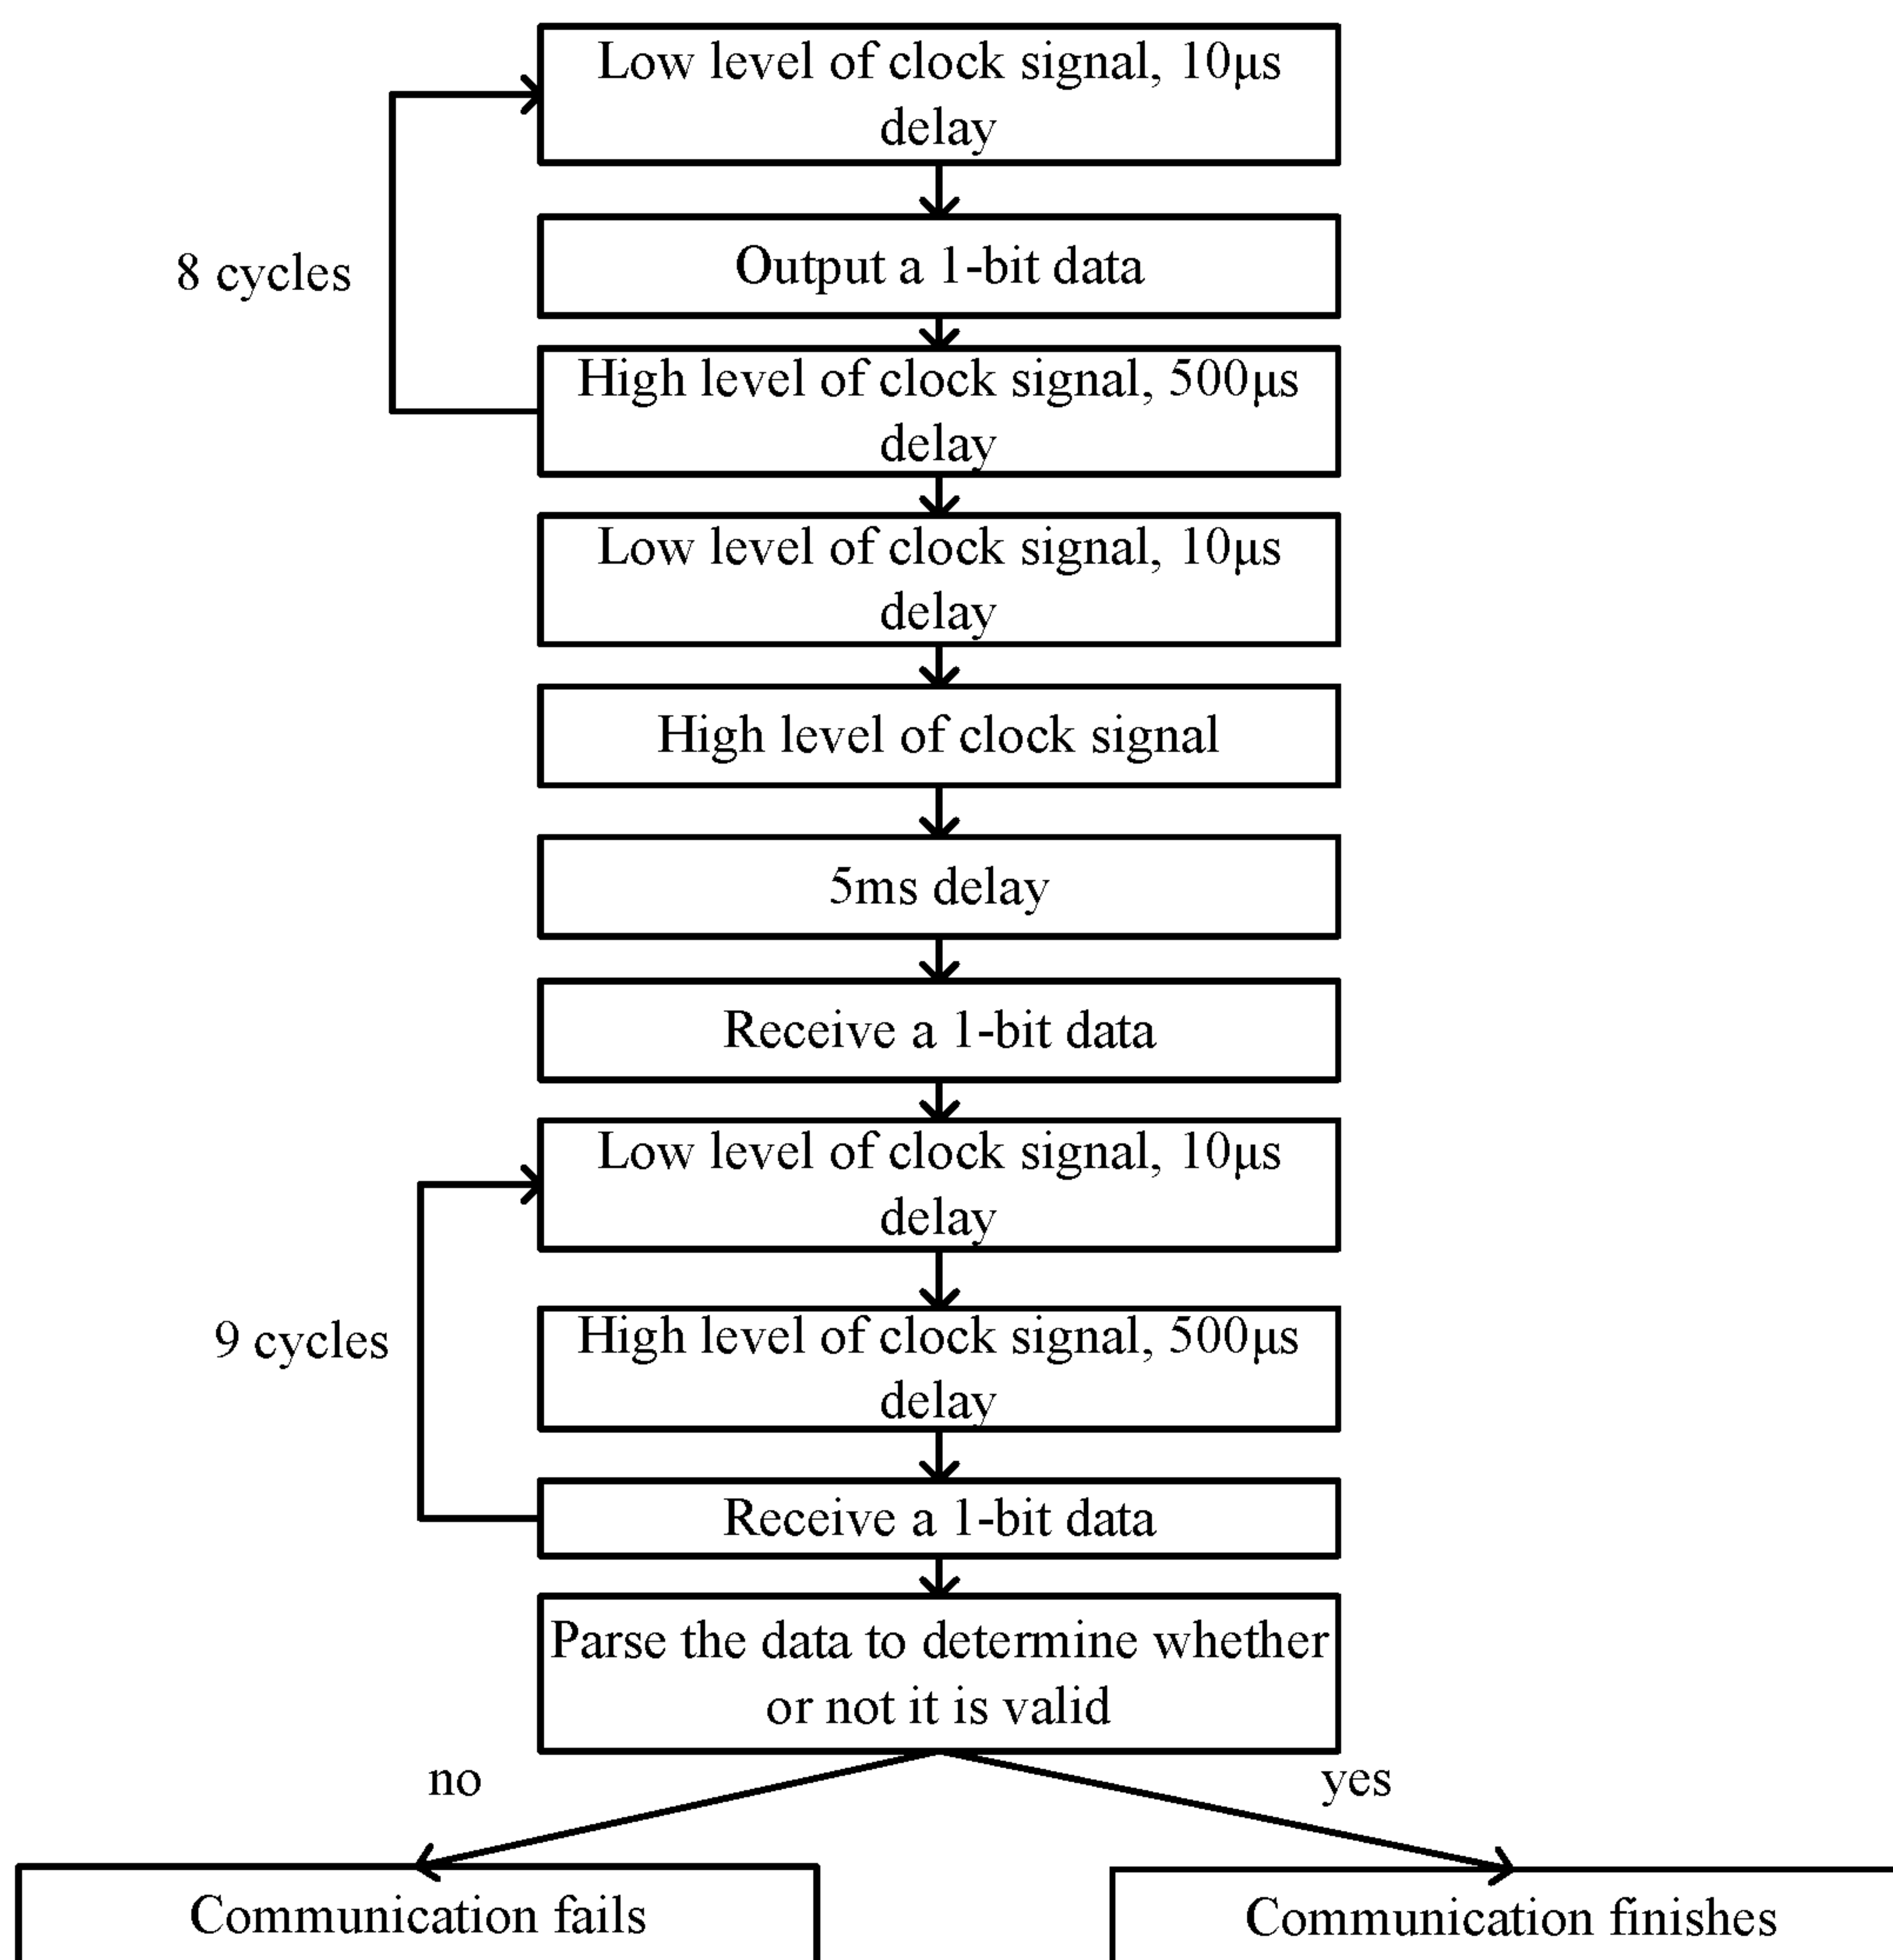 Low level of clock signal, 10μs
delay
8 cycles
Output a 1-bit data
High level of clock signal, 500μs
delay
Low level of clock signal, 10μs
delay
High level of clock signal
5ms delay
Receive a 1-bit data
Low level of clock signal, 10μs
delay
9 cycles
High level of clock signal, 500μs
delay
Receive a 1-bit data
Parse the data to determine whether
or not it is valid
no
yes
Communication fails
Communication finishes